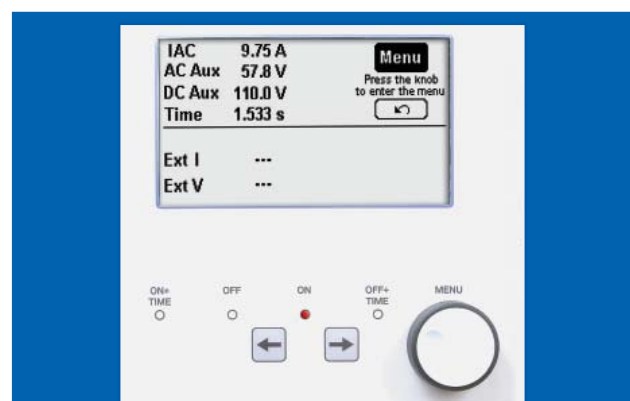 IAC 9.75 A
AC Aux 57.8 V
DC Aux 110.0 V
Time 1.533 s
Menu
Press the knob
to enter the menu
Ext I ---
Ext V ---
ON+
TIME
OFF
ON
OFF+
TIME
MENU